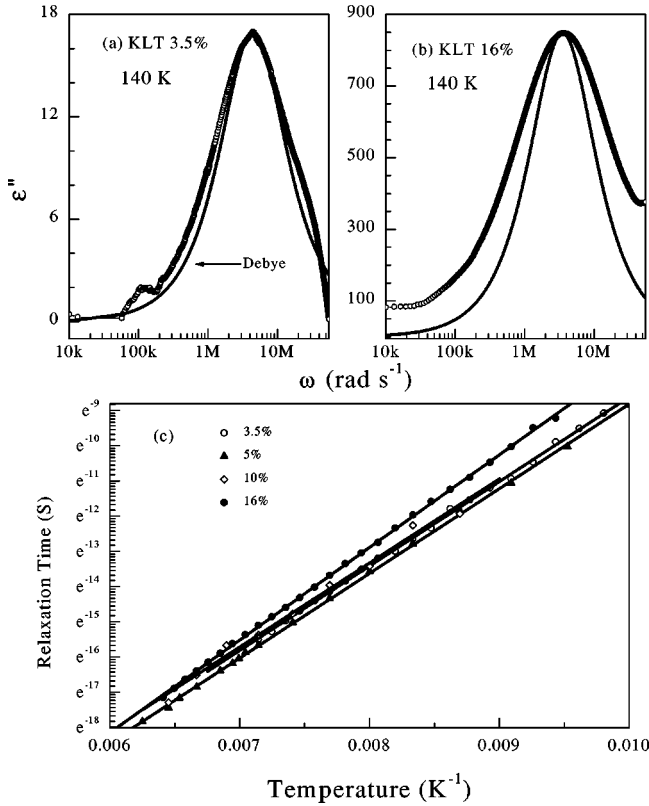 18
12
6
0
ε"
(a) KLT 3.5%
140 K
Debye
10k 100k 1M 10M
900
700
500
300
100
(b) KLT 16%
140 K
10k 100k 1M 10M
ω (rad s⁻¹)
Relaxation Time (S)
e⁻⁹
e⁻¹⁰
e⁻¹¹
e⁻¹²
e⁻¹³
e⁻¹⁴
e⁻¹⁵
e⁻¹⁶
e⁻¹⁷
e⁻¹⁸
(c)
3.5%
5%
10%
16%
0.006 0.007 0.008 0.009 0.010
Temperature (K⁻¹)